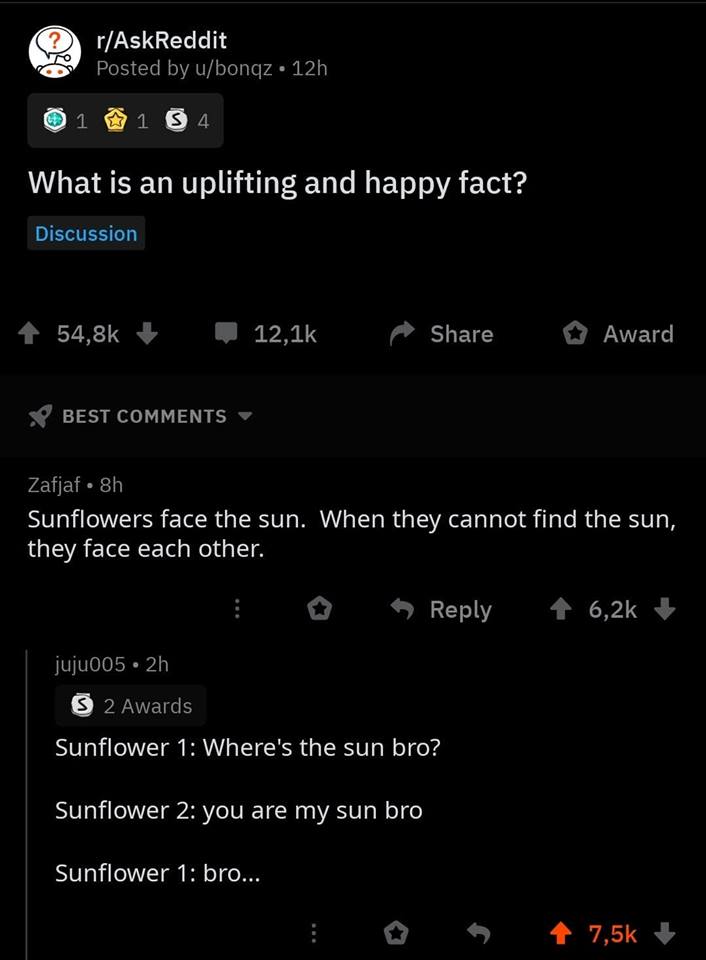 r/AskReddit
Posted by u/bonqz • 12h
1 1 S 4
What is an uplifting and happy fact?
Discussion
54,8k 12,1k Share Award
BEST COMMENTS
Zafjaf • 8h
Sunflowers face the sun. When they cannot find the sun,
they face each other.
Reply 6,2k
juju005 • 2h
S 2 Awards
Sunflower 1: Where's the sun bro?
Sunflower 2: you are my sun bro
Sunflower 1: bro...
7,5k